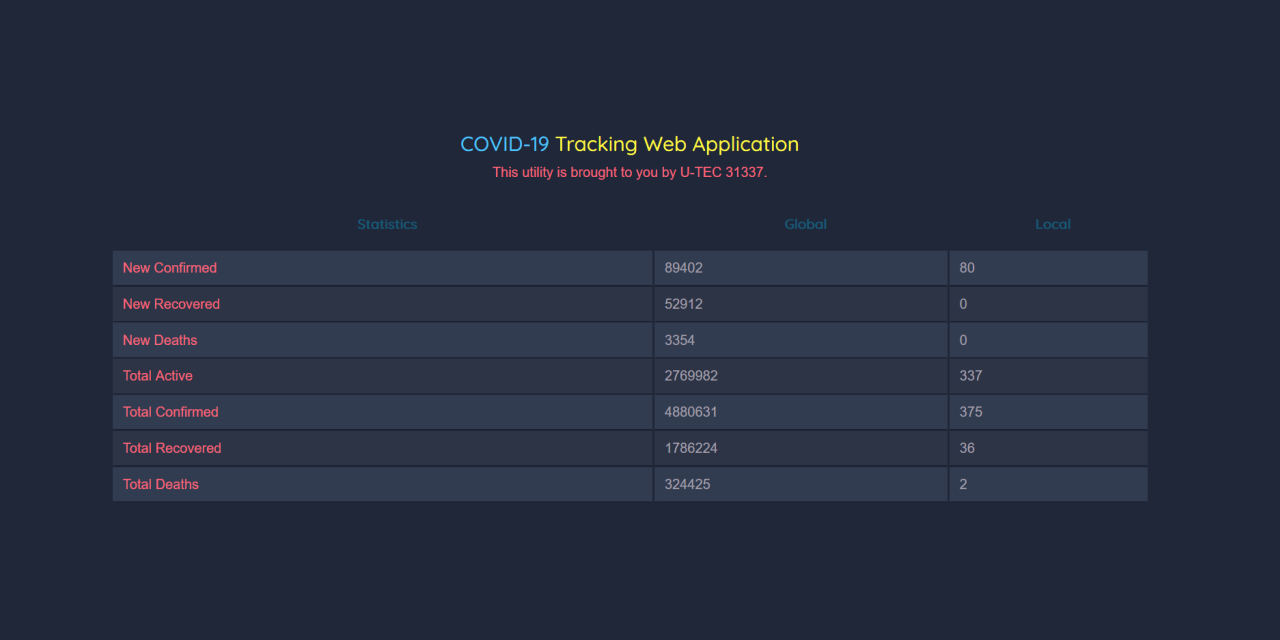 COVID-19 Tracking Web Application
This utility is brought to you by U-TEC 31337.
Statistics Global Local
New Confirmed 89402 80
New Recovered 52912 0
New Deaths 3354 0
Total Active 2769982 337
Total Confirmed 4880631 375
Total Recovered 1786224 36
Total Deaths 324425 2